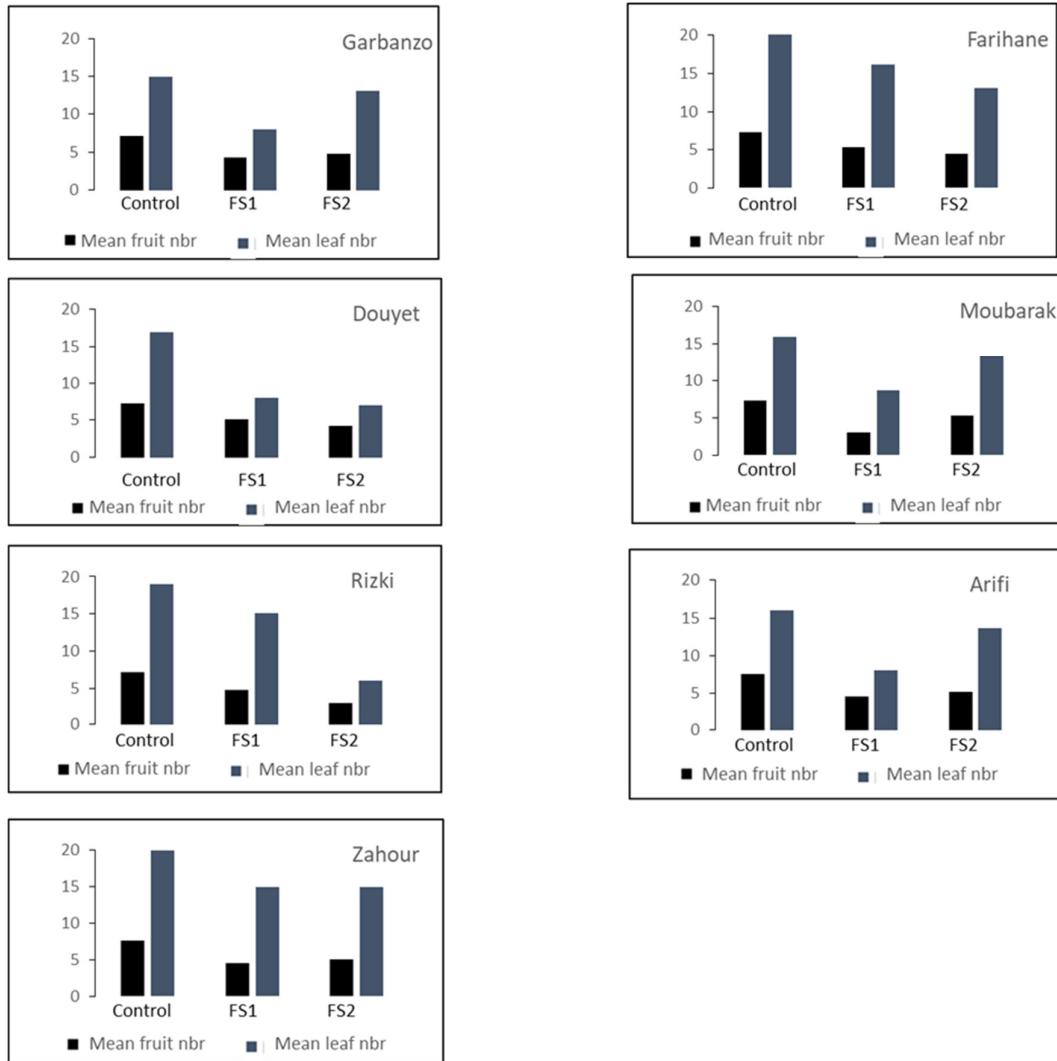 Garbanzo
20
15
10
5
0
Control FS1 FS2
Mean fruit nbr Mean leaf nbr
Farihane
20
15
10
5
0
Control FS1 FS2
Mean fruit nbr Mean leaf nbr
Douyet
20
15
10
5
0
Control FS1 FS2
Mean fruit nbr Mean leaf nbr
Moubarak
20
15
10
5
0
Control FS1 FS2
Mean fruit nbr Mean leaf nbr
Rizki
20
15
10
5
0
Control FS1 FS2
Mean fruit nbr Mean leaf nbr
Arifi
20
15
10
5
0
Control FS1 FS2
Mean fruit nbr Mean leaf nbr
Zahour
20
15
10
5
0
Control FS1 FS2
Mean fruit nbr Mean leaf nbr